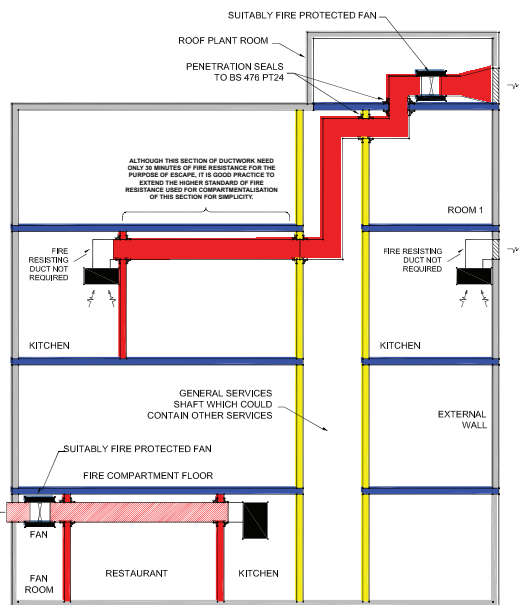 SUITABLY FIRE PROTECTED FAN
ROOF PLANT ROOM
PENETRATION SEALS
TO BS 476 PT24
ALTHOUGH THIS SECTION OF DUCTWORK NEED
ONLY 30 MINUTES OF FIRE RESISTANCE FOR THE
PURPOSE OF ESCAPE, IT IS GOOD PRACTICE TO
EXTEND THE HIGHER STANDARD OF FIRE
RESISTANCE USED FOR COMPARTMENTALISATION
OF THIS SECTION FOR SIMPLICITY.
ROOM 1
FIRE
RESISTING
DUCT NOT
REQUIRED
FIRE RESISTING
DUCT NOT
REQUIRED
KITCHEN
KITCHEN
GENERAL SERVICES
SHAFT WHICH COULD
CONTAIN OTHER SERVICES
EXTERNAL
WALL
SUITABLY FIRE PROTECTED FAN
FIRE COMPARTMENT FLOOR
FAN
FAN
ROOM
RESTAURANT
KITCHEN